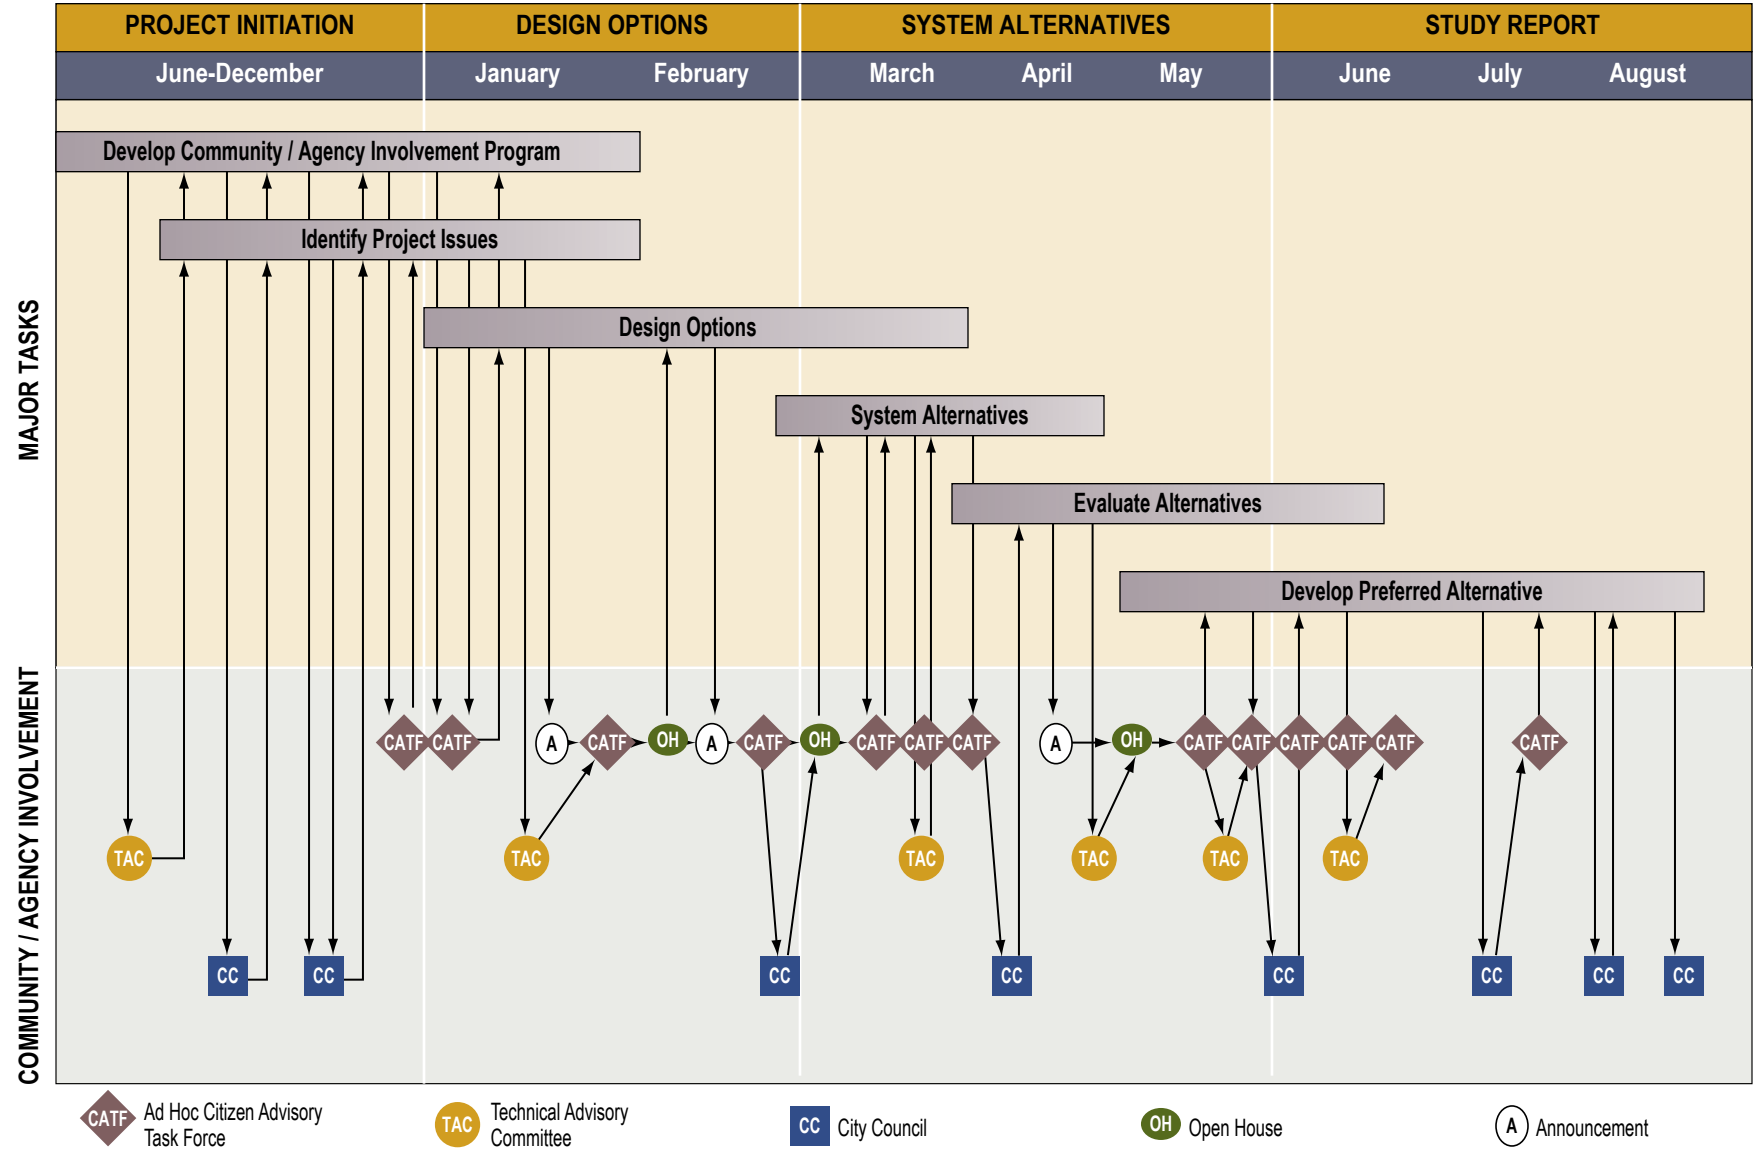 PROJECT INITIATION
DESIGN OPTIONS
SYSTEM ALTERNATIVES
STUDY REPORT
June-December
January
February
March
April
May
June
July
August
MAJOR TASKS
Develop Community / Agency Involvement Program
Identify Project Issues
Design Options
System Alternatives
Evaluate Alternatives
Develop Preferred Alternative
COMMUNITY / AGENCY INVOLVEMENT
CATF
CATF
A
CATF
OH
A
CATF
OH
CATF
CATF
CATF
A
OH
CATF
CATF
CATF
CATF
CATF
CATF
TAC
TAC
TAC
TAC
TAC
TAC
CC
CC
CC
CC
CC
CC
CC
CC
CATF
Ad Hoc Citizen Advisory
Task Force
TAC
Technical Advisory
Committee
CC
City Council
OH
Open House
A
Announcement